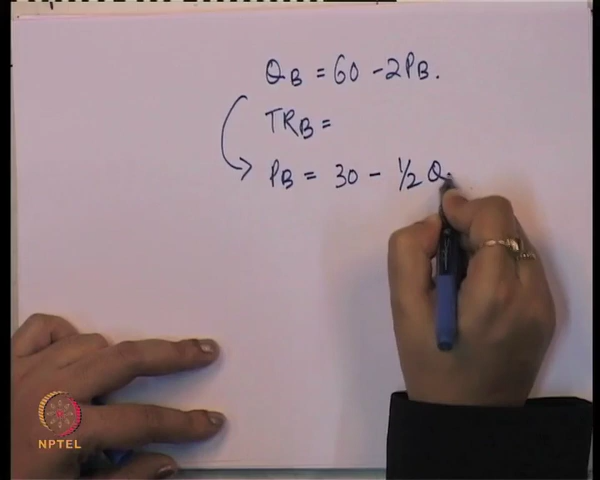 QB = 60 - 2PB.
TRB =
PB = 30 - 1/2 Q
NPTEL